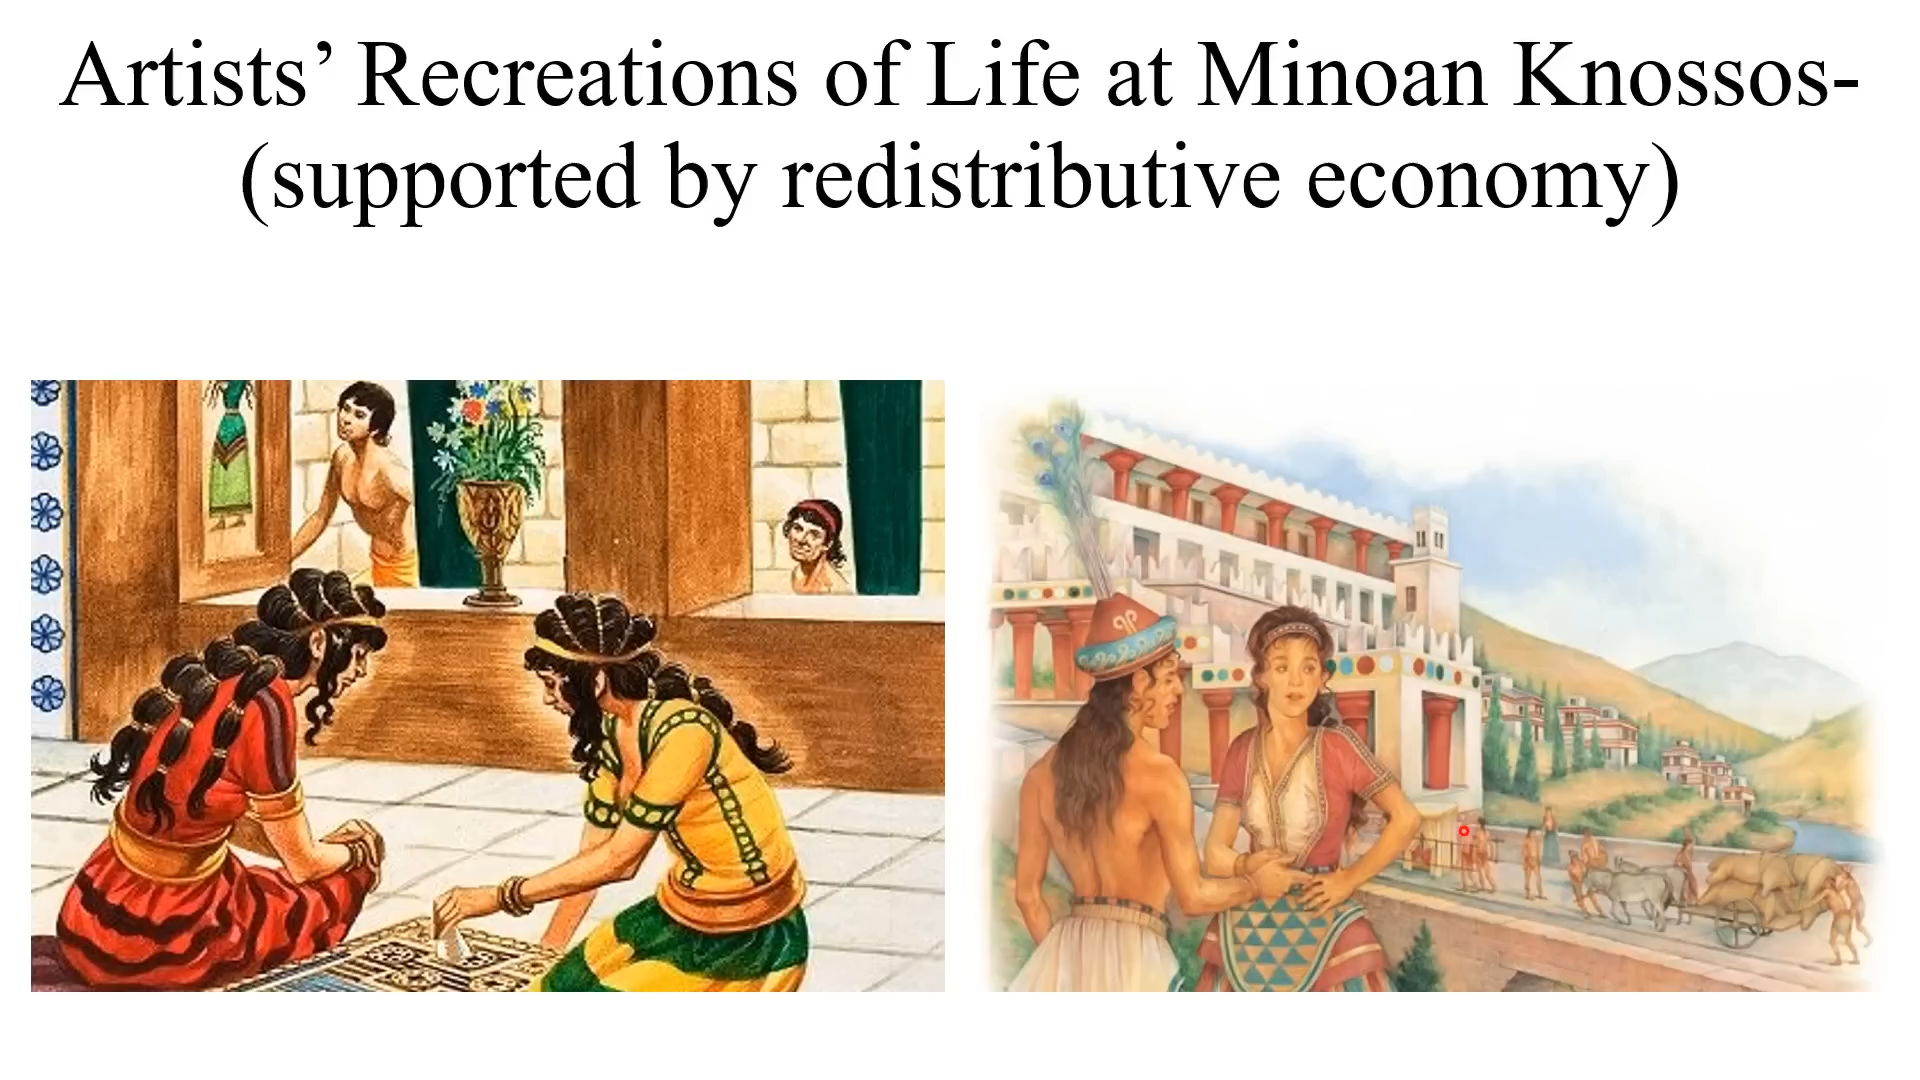 Artists’ Recreations of Life at Minoan Knossos-
(supported by redistributive economy)